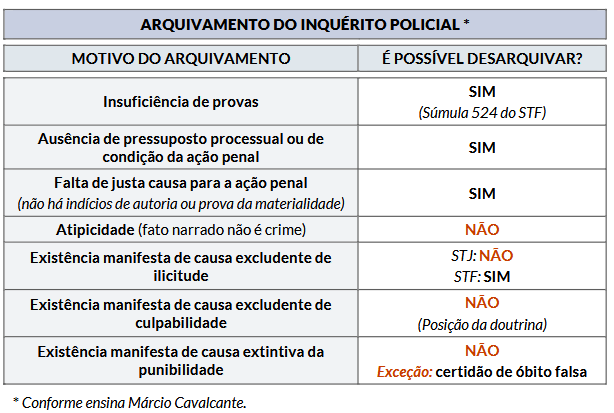 ARQUIVAMENTO DO INQUÉRITO POLICIAL *
MOTIVO DO ARQUIVAMENTO
É POSSÍVEL DESARQUIVAR?
Insuficiência de provas
SIM
(Súmula 524 do STF)
Ausência de pressuposto processual ou de
condição da ação penal
SIM
Falta de justa causa para a ação penal
(não há indícios de autoria ou prova da materialidade)
SIM
Atipicidade (fato narrado não é crime)
NÃO
Existência manifesta de causa excludente de
ilicitude
STJ: NÃO
STF: SIM
Existência manifesta de causa excludente de
culpabilidade
NÃO
(Posição da doutrina)
Existência manifesta de causa extintiva da
punibilidade
NÃO
Exceção: certidão de óbito falsa
* Conforme ensina Márcio Cavalcante.